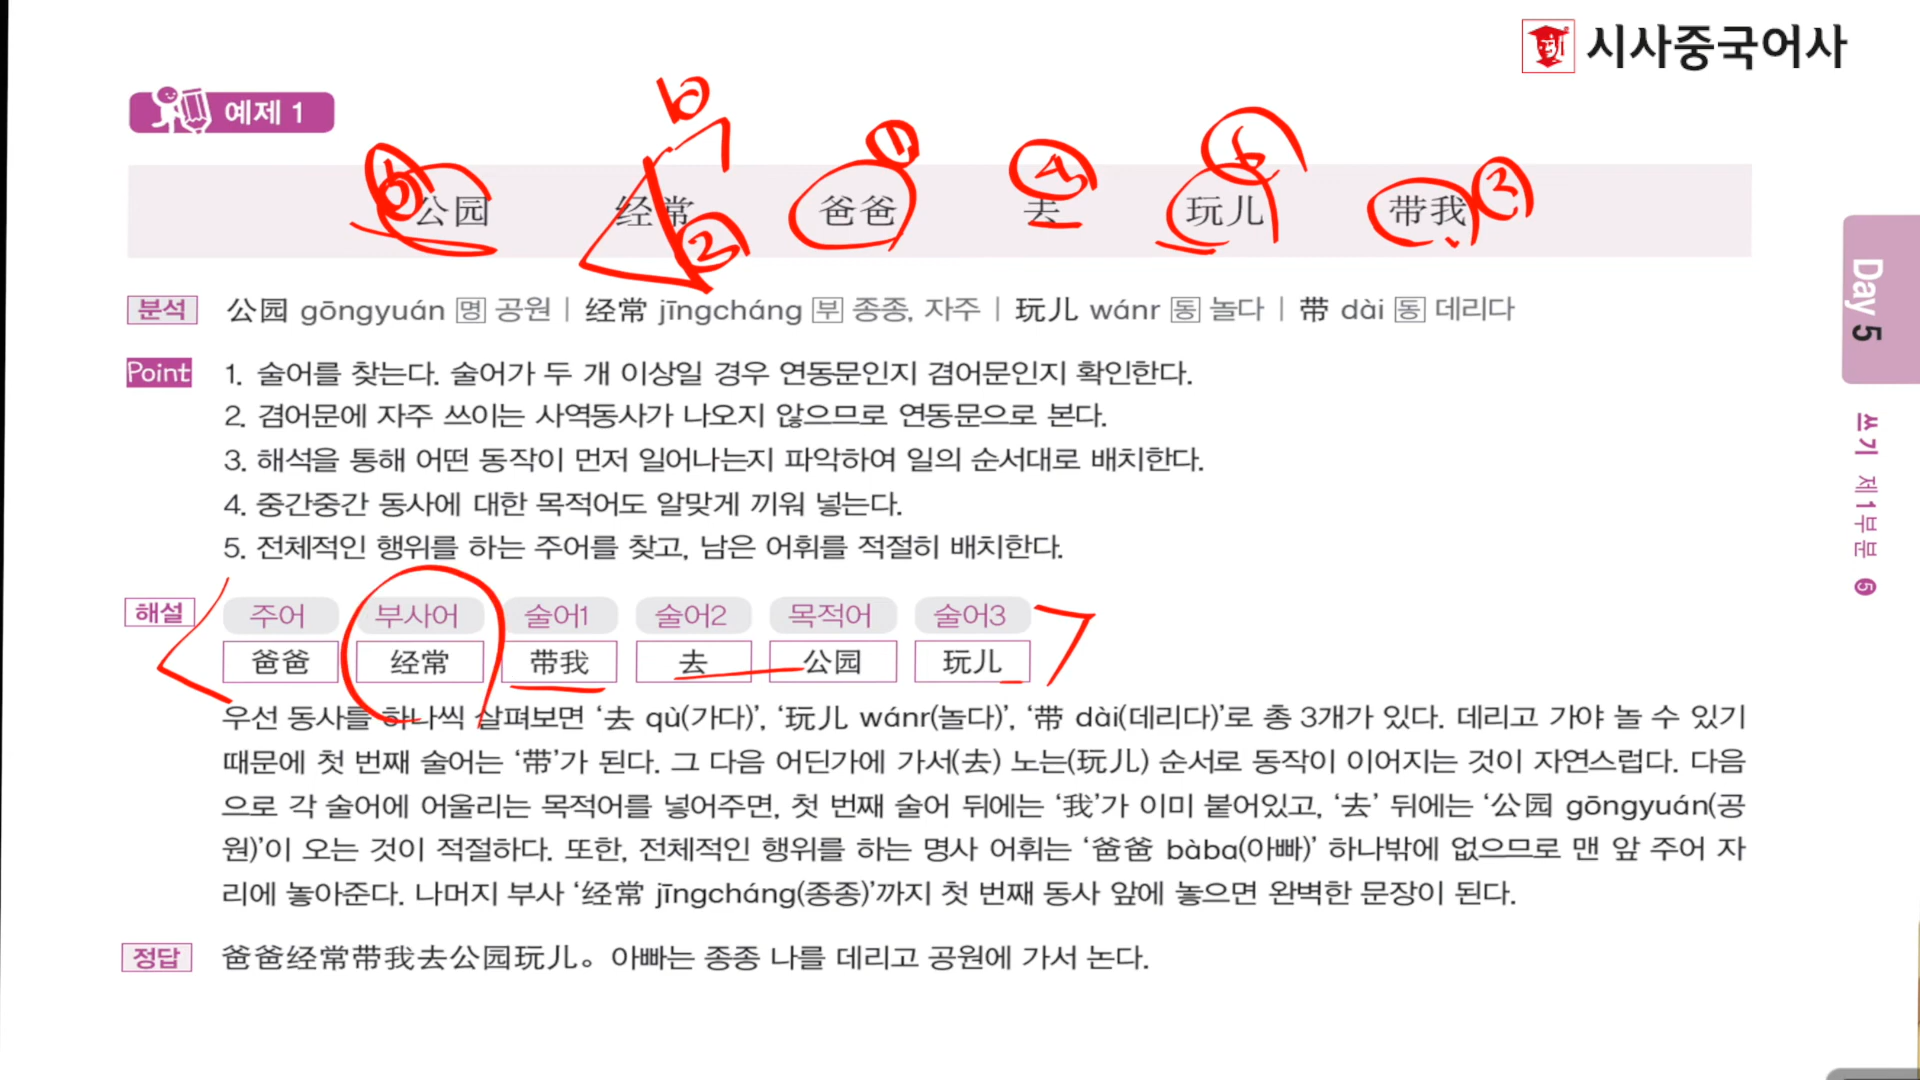 시사중국어사
예제 1
公园 经常 爸爸 去 玩儿 带我
분석 公园 gōngyuán 명 공원 | 经常 jīngcháng 부 종종, 자주 | 玩儿 wánr 동 놀다 | 带 dài 동 데리다
Point 1. 술어를 찾는다. 술어가 두 개 이상일 경우 연동문인지 겸어문인지 확인한다.
2. 겸어문에 자주 쓰이는 사역동사가 나오지 않으므로 연동문으로 본다.
3. 해석을 통해 어떤 동작이 먼저 일어나는지 파악하여 일의 순서대로 배치한다.
4. 중간중간 동사에 대한 목적어도 알맞게 끼워 넣는다.
5. 전체적인 행위를 하는 주어를 찾고, 남은 어휘를 적절히 배치한다.
해설 주어 부사어 술어1 술어2 목적어 술어3
爸爸 经常 带我 去 公园 玩儿
우선 동사를 하나씩 살펴보면 ‘去 qù(가다)’, ‘玩儿 wánr(놀다)’, ‘带 dài(데리다)’로 총 3개가 있다. 데리고 가야 놀 수 있기
때문에 첫 번째 술어는 ‘带’가 된다. 그 다음 어딘가에 가서(去) 노는(玩儿) 순서로 동작이 이어지는 것이 자연스럽다. 다음
으로 각 술어에 어울리는 목적어를 넣어주면, 첫 번째 술어 뒤에는 ‘我’가 이미 붙어있고, ‘去’ 뒤에는 ‘公园 gōngyuán(공
원)’이 오는 것이 적절하다. 또한, 전체적인 행위를 하는 명사 어휘는 ‘爸爸 bàba(아빠)’ 하나밖에 없으므로 맨 앞 주어 자
리에 놓아준다. 나머지 부사 ‘经常 jīngcháng(종종)’까지 첫 번째 동사 앞에 놓으면 완벽한 문장이 된다.
정답 爸爸经常带我去公园玩儿。아빠는 종종 나를 데리고 공원에 가서 논다.
Day 5
쓰기 제1부분 5